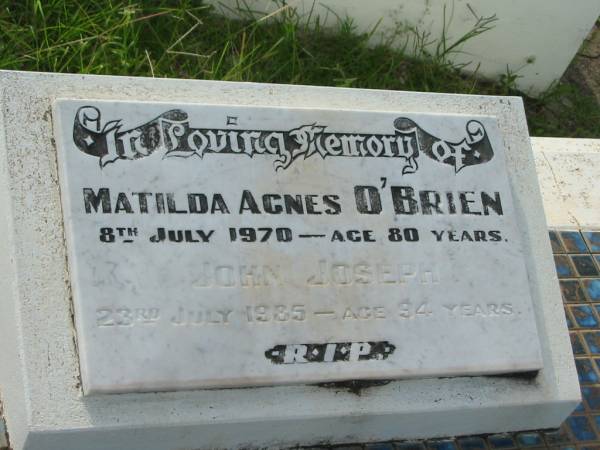 In Loving Memory of
MATILDA AGNES O'BRIEN
8TH JULY 1970 — AGE 80 YEARS.
JOHN JOSEPH
23RD JULY 1985 — AGE 94 YEARS.
R.I.P.